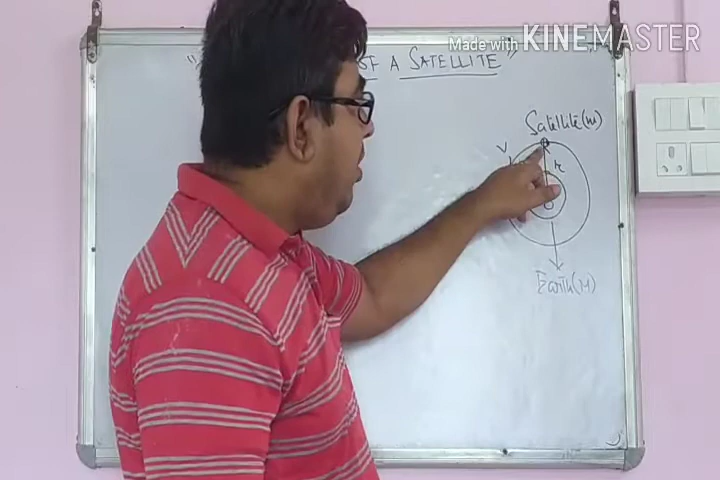 Made with KINEMASTER
OF A SATELLITE"
Satellite(m)
V
r
O
Earth(M)